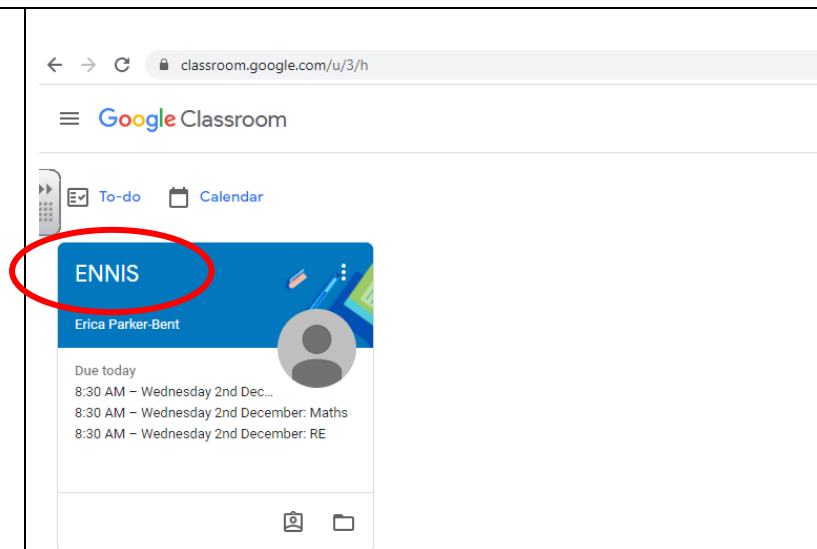 classroom.google.com/u/3/h
Google Classroom
To-do Calendar
ENNIS
Erica Parker-Bent
Due today
8:30 AM – Wednesday 2nd Dec...
8:30 AM – Wednesday 2nd December: Maths
8:30 AM – Wednesday 2nd December: RE